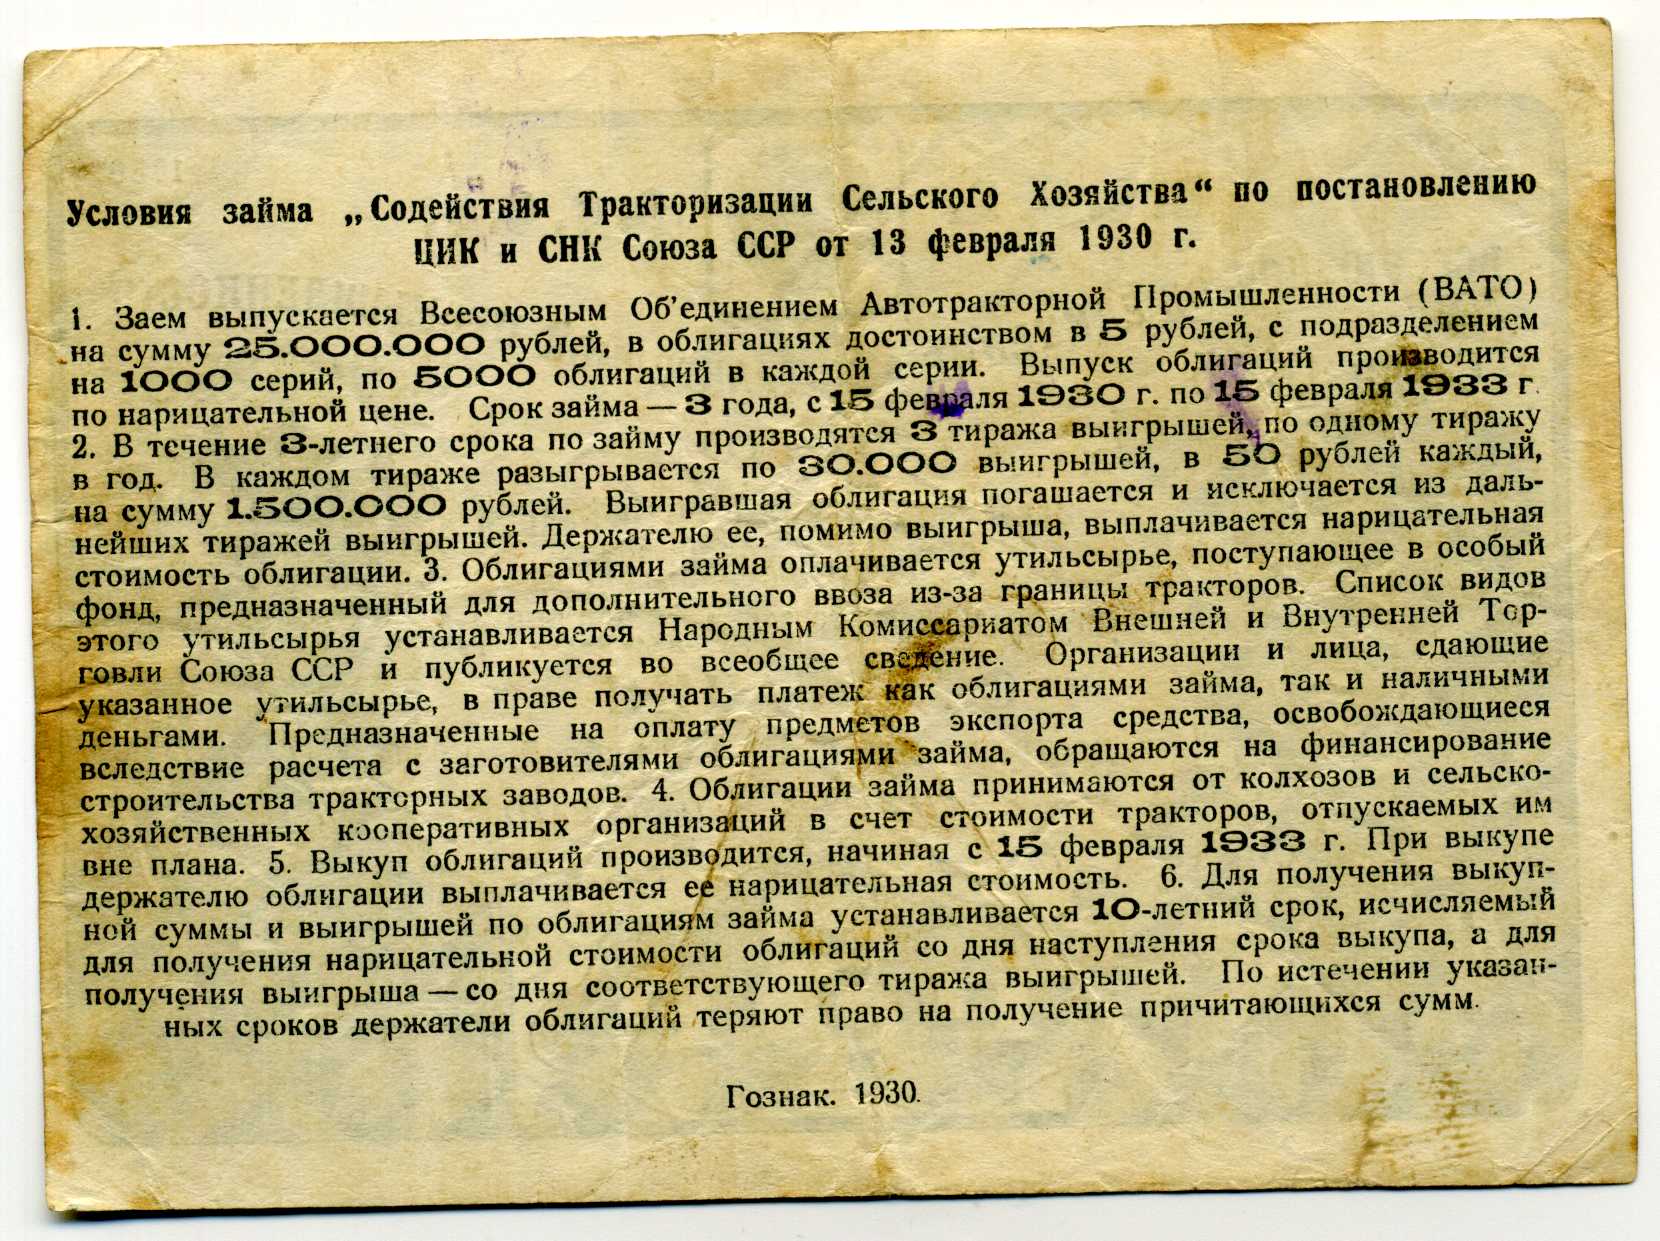 Условия займа „Содействия Тракторизации Сельского Хозяйства“ по постановлению
ЦИК и СНК Союза ССР от 13 февраля 1930 г.
1. Заем выпускается Всесоюзным Об'единением Автотракторной Промышленности (ВАТО)
на сумму 25.000.000 рублей, в облигациях достоинством в 5 рублей, с подразделением
на 1000 серий, по 5000 облигаций в каждой серии. Выпуск облигаций производится
по нарицательной цене. Срок займа — 3 года, с 15 февраля 1930 г. по 15 февраля 1933 г.
2. В течение 3-летнего срока по займу производятся 3 тиража выигрышей, по одному тиражу
в год. В каждом тираже разыгрывается по 30.000 выигрышей, в 50 рублей каждый,
на сумму 1.500.000 рублей. Выигравшая облигация погашается и исключается из даль-
нейших тиражей выигрышей. Держателю ее, помимо выигрыша, выплачивается нарицательная
стоимость облигации. 3. Облигациями займа оплачивается утильсырье, поступающее в особый
фонд, предназначенный для дополнительного ввоза из-за границы тракторов. Список видов
этого утильсырья устанавливается Народным Комиссариатом Внешней и Внутренней Тор-
говли Союза ССР и публикуется во всеобщее сведение. Организации и лица, сдающие
указанное утильсырье, в праве получать платеж как облигациями займа, так и наличными
деньгами. Предназначенные на оплату предметов экспорта средства, освобождающиеся
вследствие расчета с заготовителями облигациями займа, обращаются на финансирование
строительства тракторных заводов. 4. Облигации займа принимаются от колхозов и сельско-
хозяйственных кооперативных организаций в счет стоимости тракторов, отпускаемых им
вне плана. 5. Выкуп облигаций производится, начиная с 15 февраля 1933 г. При выкупе
держателю облигации выплачивается ее нарицательная стоимость. 6. Для получения выкуп-
ной суммы и выигрышей по облигациям займа устанавливается 10-летний срок, исчисляемый
для получения нарицательной стоимости облигаций со дня наступления срока выкупа, а для
получения выигрыша — со дня соответствующего тиража выигрышей. По истечении указан-
ных сроков держатели облигаций теряют право на получение причитающихся сумм.
Гознак. 1930.